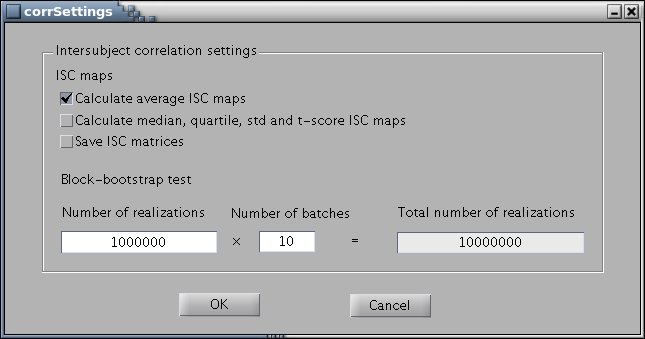 corrSettings
Intersubject correlation settings
ISC maps
Calculate average ISC maps
Calculate median, quartile, std and t-score ISC maps
Save ISC matrices
Block-bootstrap test
Number of realizations Number of batches Total number of realizations
1000000 × 10 = 10000000
OK Cancel